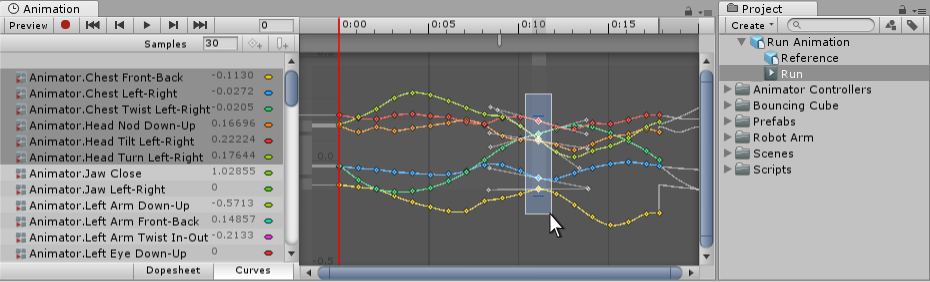 Animation
Project
Preview
0
0:00
0:05
0:10
0:15
Create
Samples
30
Animator.Chest Front-Back -0.1130
Animator.Chest Left-Right -0.0272
Animator.Chest Twist Left-Right -0.0205
Animator.Head Nod Down-Up 0.16696
Animator.Head Tilt Left-Right 0.22224
Animator.Head Turn Left-Right 0.17644
Animator.Jaw Close 1.02855
Animator.Jaw Left-Right 0
Animator.Left Arm Down-Up -0.5713
Animator.Left Arm Front-Back 0.14857
Animator.Left Arm Twist In-Out -0.2133
Animator.Left Eye Down-Up 0
0.0
-0.5
Dopesheet
Curves
Run Animation
Reference
Run
Animator Controllers
Bouncing Cube
Prefabs
Robot Arm
Scenes
Scripts